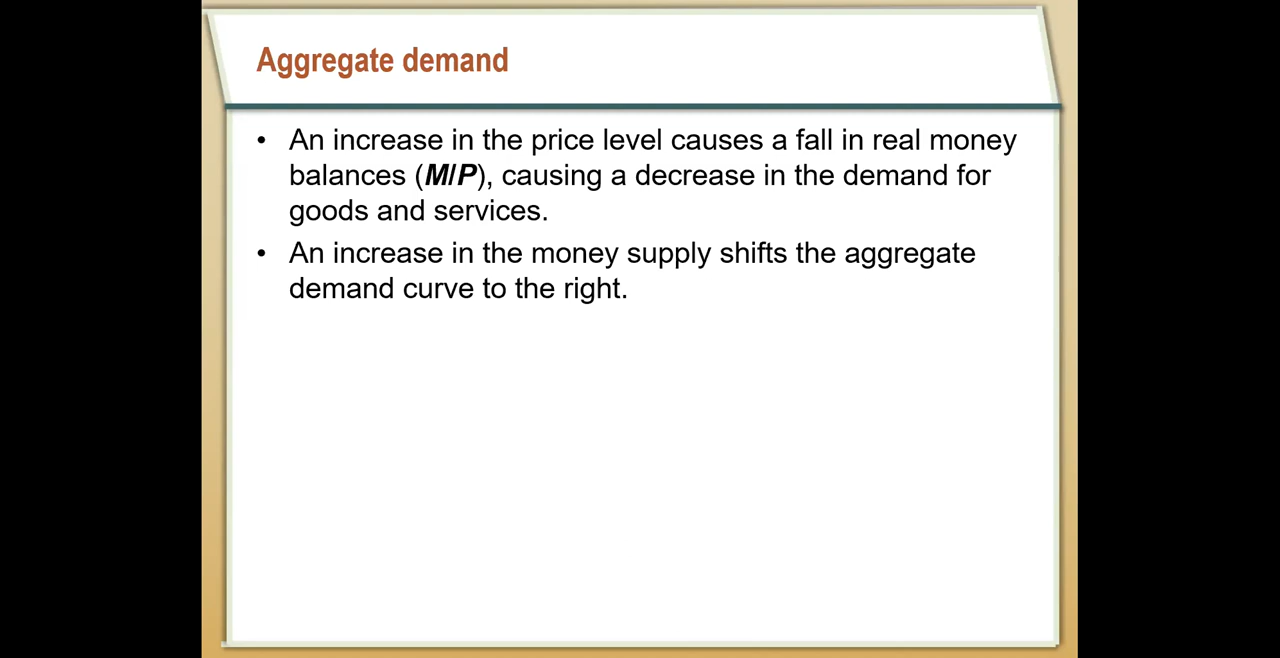 Aggregate demand
• An increase in the price level causes a fall in real money
balances (M/P), causing a decrease in the demand for
goods and services.
• An increase in the money supply shifts the aggregate
demand curve to the right.